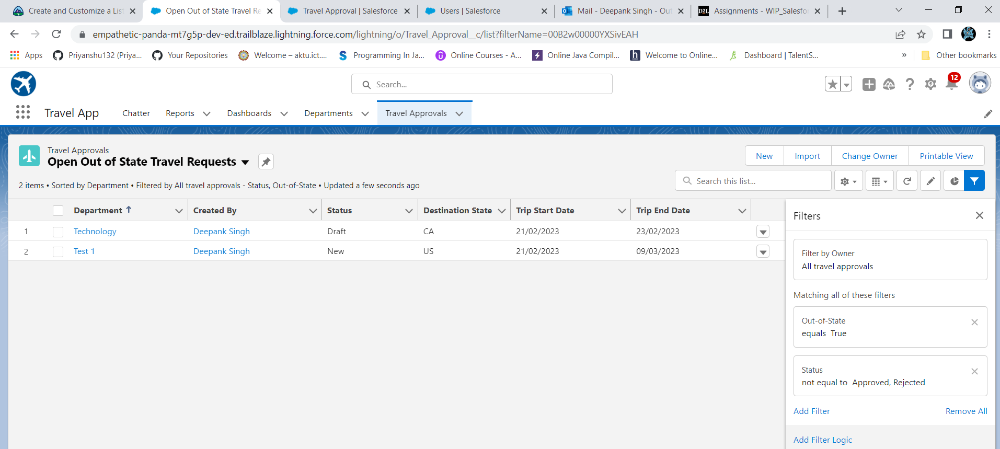 Create and Customize a List
Open Out of State Travel Re
Travel Approval | Salesforce
Users | Salesforce
Mail - Deepank Singh - Out
D2L Assignments - WIP_Salesfor
empathetic-panda-mt7g5p-dev-ed.trailblaze.lightning.force.com/lightning/o/Travel_Approval__c/list?filterName=00B2w00000YXSivEAH
Apps
Priyanshu132 (Priya...
Your Repositories
Welcome – aktu.ict....
Programming In Ja...
Online Courses - A...
Online Java Compil...
Welcome to Online...
Dashboard | TalentS...
»
Other bookmarks
Search...
12
Travel App
Chatter
Reports
Dashboards
Departments
Travel Approvals
Travel Approvals
Open Out of State Travel Requests
New
Import
Change Owner
Printable View
2 items • Sorted by Department • Filtered by All travel approvals - Status, Out-of-State • Updated a few seconds ago
Search this list...
Department ↑ Created By Status Destination State Trip Start Date Trip End Date
1 Technology Deepank Singh Draft CA 21/02/2023 23/02/2023
2 Test 1 Deepank Singh New US 21/02/2023 09/03/2023
Filters
Filter by Owner
All travel approvals
Matching all of these filters
Out-of-State
equals True
Status
not equal to Approved, Rejected
Add Filter
Remove All
Add Filter Logic